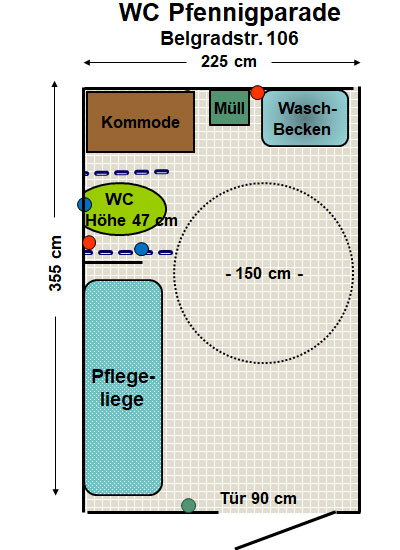 WC Pfennigparade
Belgradstr. 106
225 cm
Kommode
Müll
Wasch-
Becken
WC
Höhe 47 cm
355 cm
- 150 cm -
Pflege-
liege
Tür 90 cm